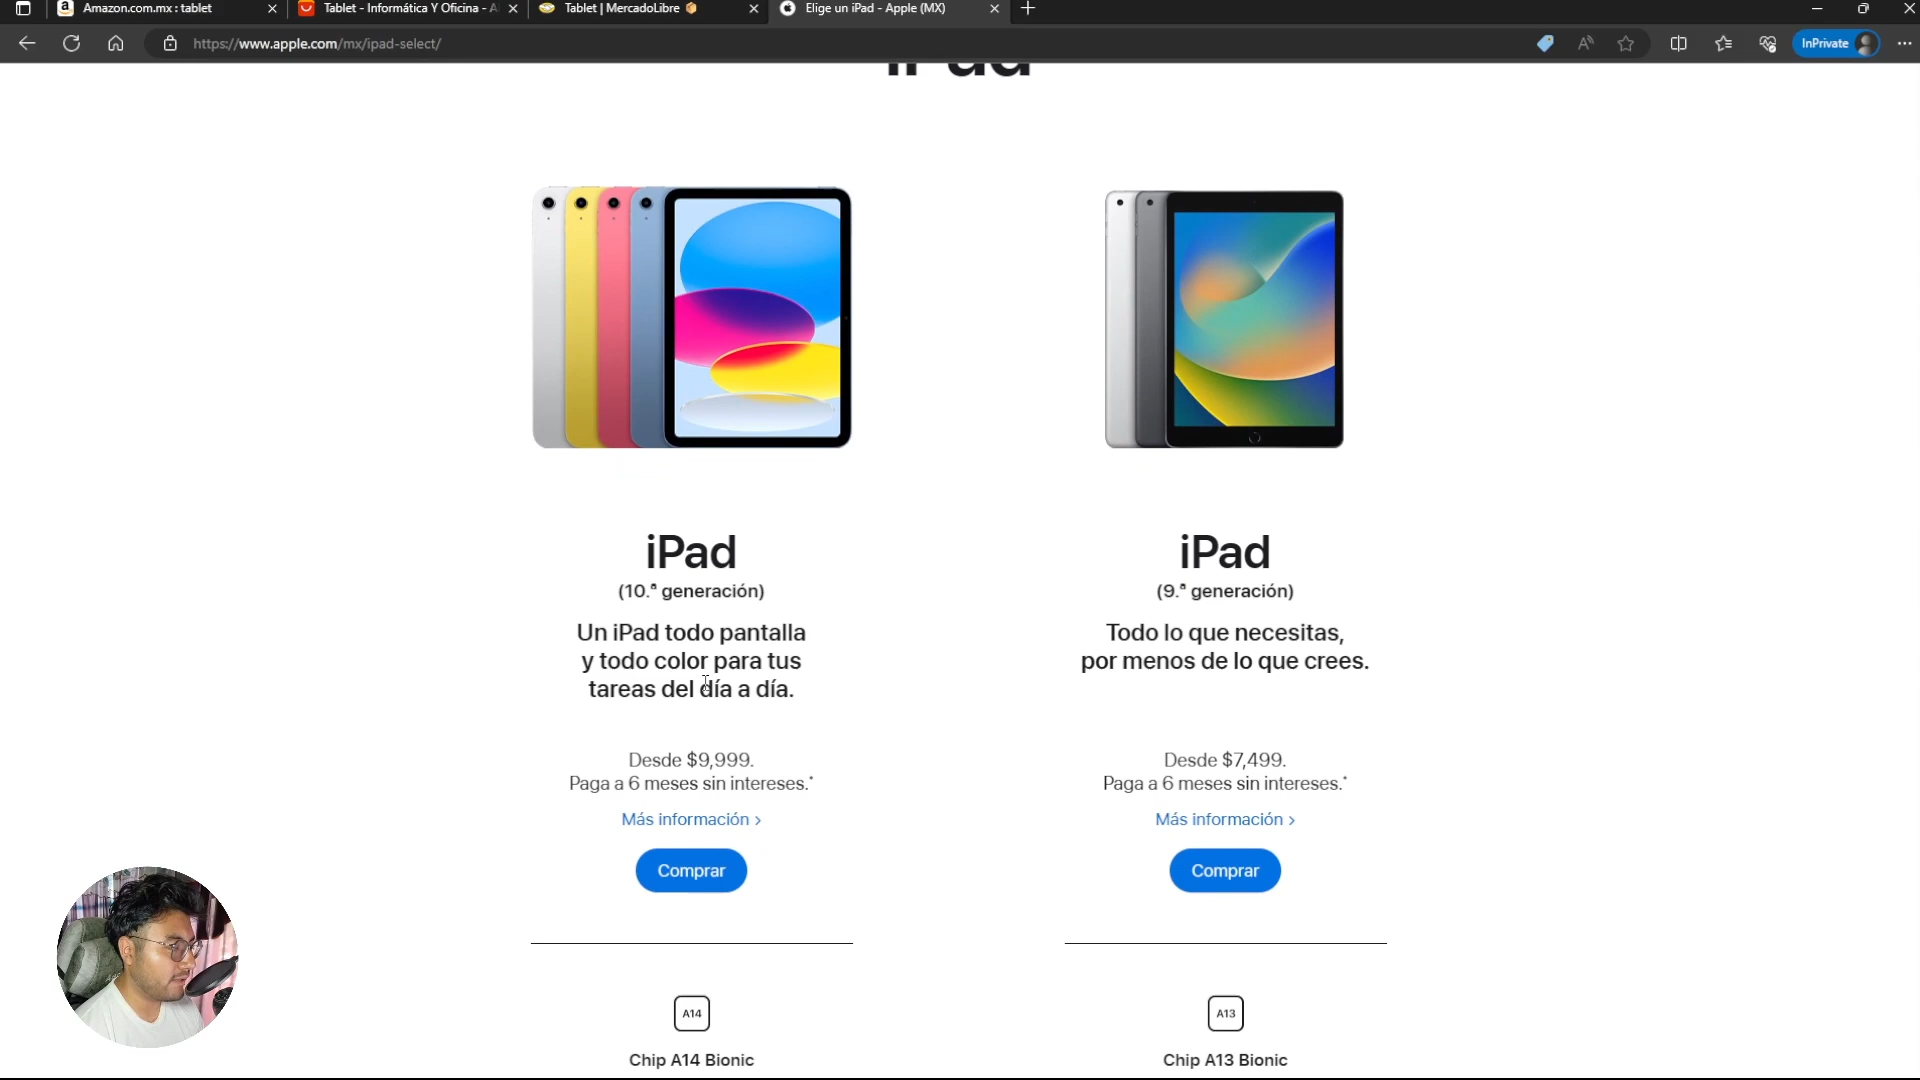 Amazon.com.mx : tablet
Tablet - Informática Y Oficina - A
Tablet | MercadoLibre
Elige un iPad - Apple (MX)
https://www.apple.com/mx/ipad-select/
InPrivate
iPad
iPad
(10.ª generación)
Un iPad todo pantalla
y todo color para tus
tareas del día a día.
Desde $9,999.
Paga a 6 meses sin intereses.*
Más información >
Comprar
A14
Chip A14 Bionic
iPad
(9.ª generación)
Todo lo que necesitas,
por menos de lo que crees.
Desde $7,499.
Paga a 6 meses sin intereses.*
Más información >
Comprar
A13
Chip A13 Bionic